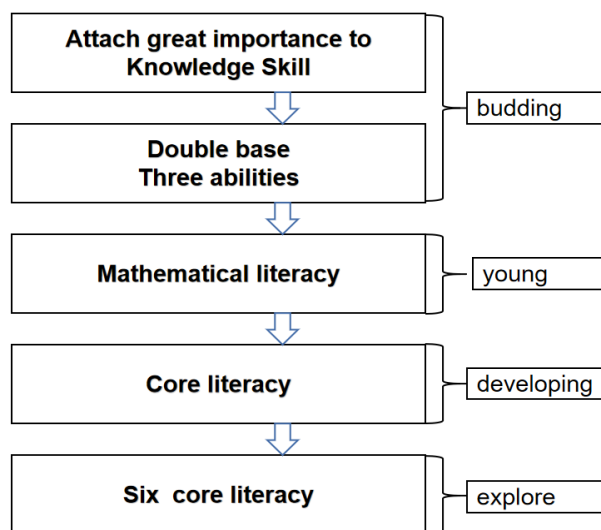 Attach great importance to
Knowledge Skill
budding
Double base
Three abilities
Mathematical literacy
young
Core literacy
developing
Six core literacy
explore